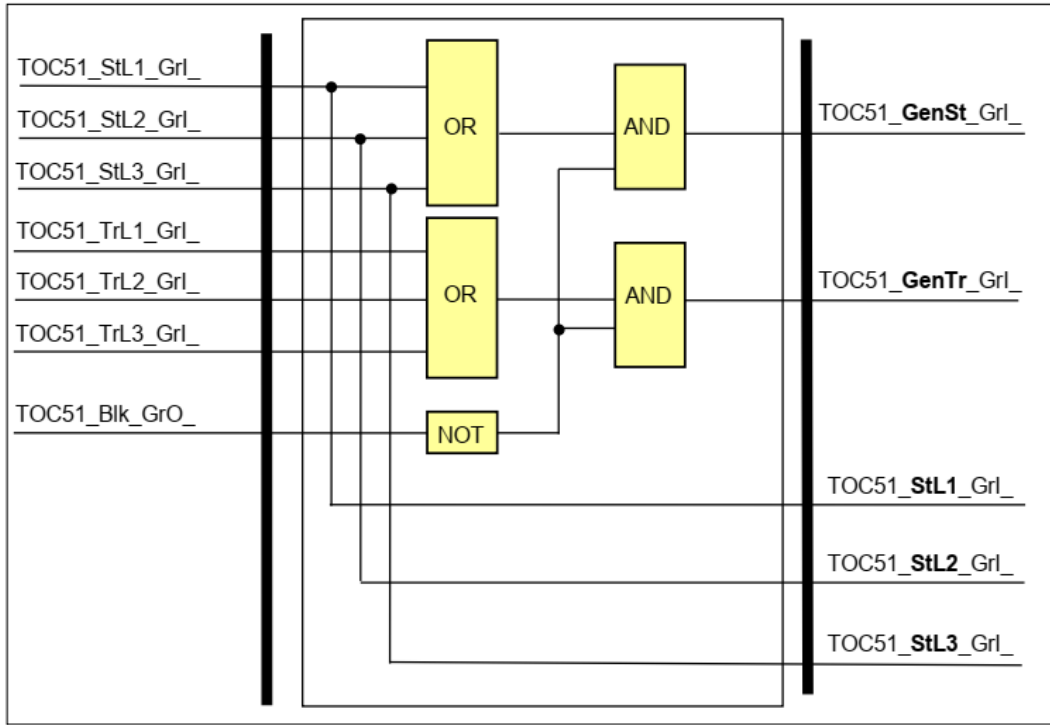 TOC51_StL1_GrI_
TOC51_StL2_GrI_
TOC51_StL3_GrI_
TOC51_TrL1_GrI_
TOC51_TrL2_GrI_
TOC51_TrL3_GrI_
TOC51_Blk_GrO_
OR
OR
NOT
AND
AND
TOC51_GenSt_GrI_
TOC51_GenTr_GrI_
TOC51_StL1_GrI_
TOC51_StL2_GrI_
TOC51_StL3_GrI_